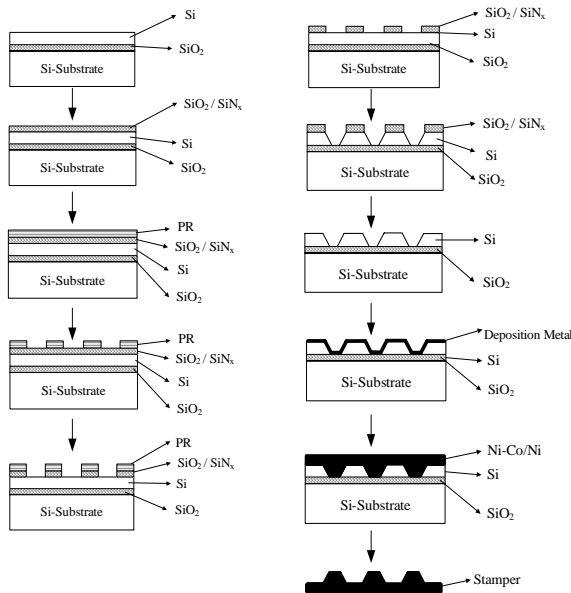 Si
SiO₂
Si-Substrate
SiO₂ / SiNₓ
Si
SiO₂
Si-Substrate
PR
SiO₂ / SiNₓ
Si
SiO₂
Si-Substrate
PR
SiO₂ / SiNₓ
Si
SiO₂
Si-Substrate
PR
SiO₂ / SiNₓ
Si
SiO₂
Si-Substrate
SiO₂ / SiNₓ
Si
SiO₂
Si-Substrate
SiO₂ / SiNₓ
Si
SiO₂
Si-Substrate
Si
SiO₂
Si-Substrate
Deposition Metal
Si
SiO₂
Si-Substrate
Ni-Co/Ni
Si
SiO₂
Si-Substrate
Stamper